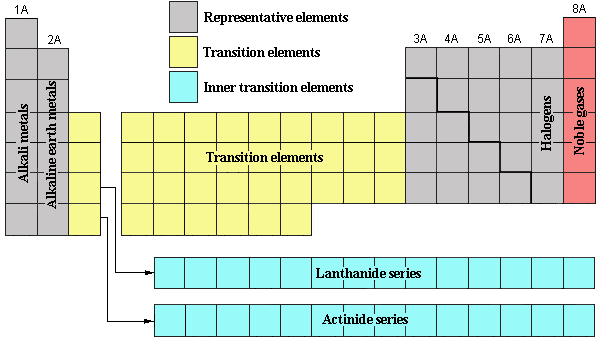 1A
8A
Representative elements
2A
Transition elements
3A 4A 5A 6A 7A
Inner transition elements
Alkali metals
Alkaline earth metals
Transition elements
Halogens
Noble gases
Lanthanide series
Actinide series